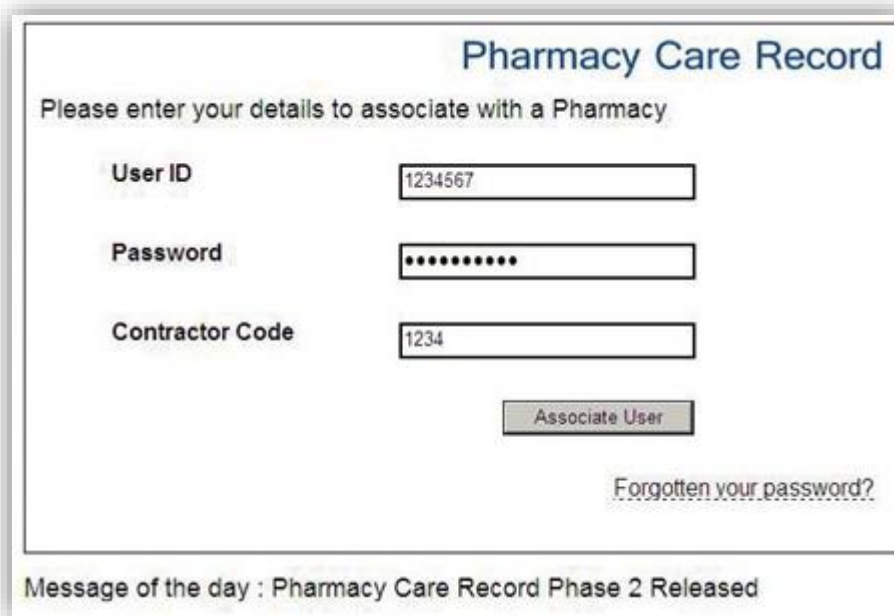 Pharmacy Care Record
Please enter your details to associate with a Pharmacy
User ID 1234567
Password ••••••••••
Contractor Code 1234
Associate User
Forgotten your password?
Message of the day : Pharmacy Care Record Phase 2 Released